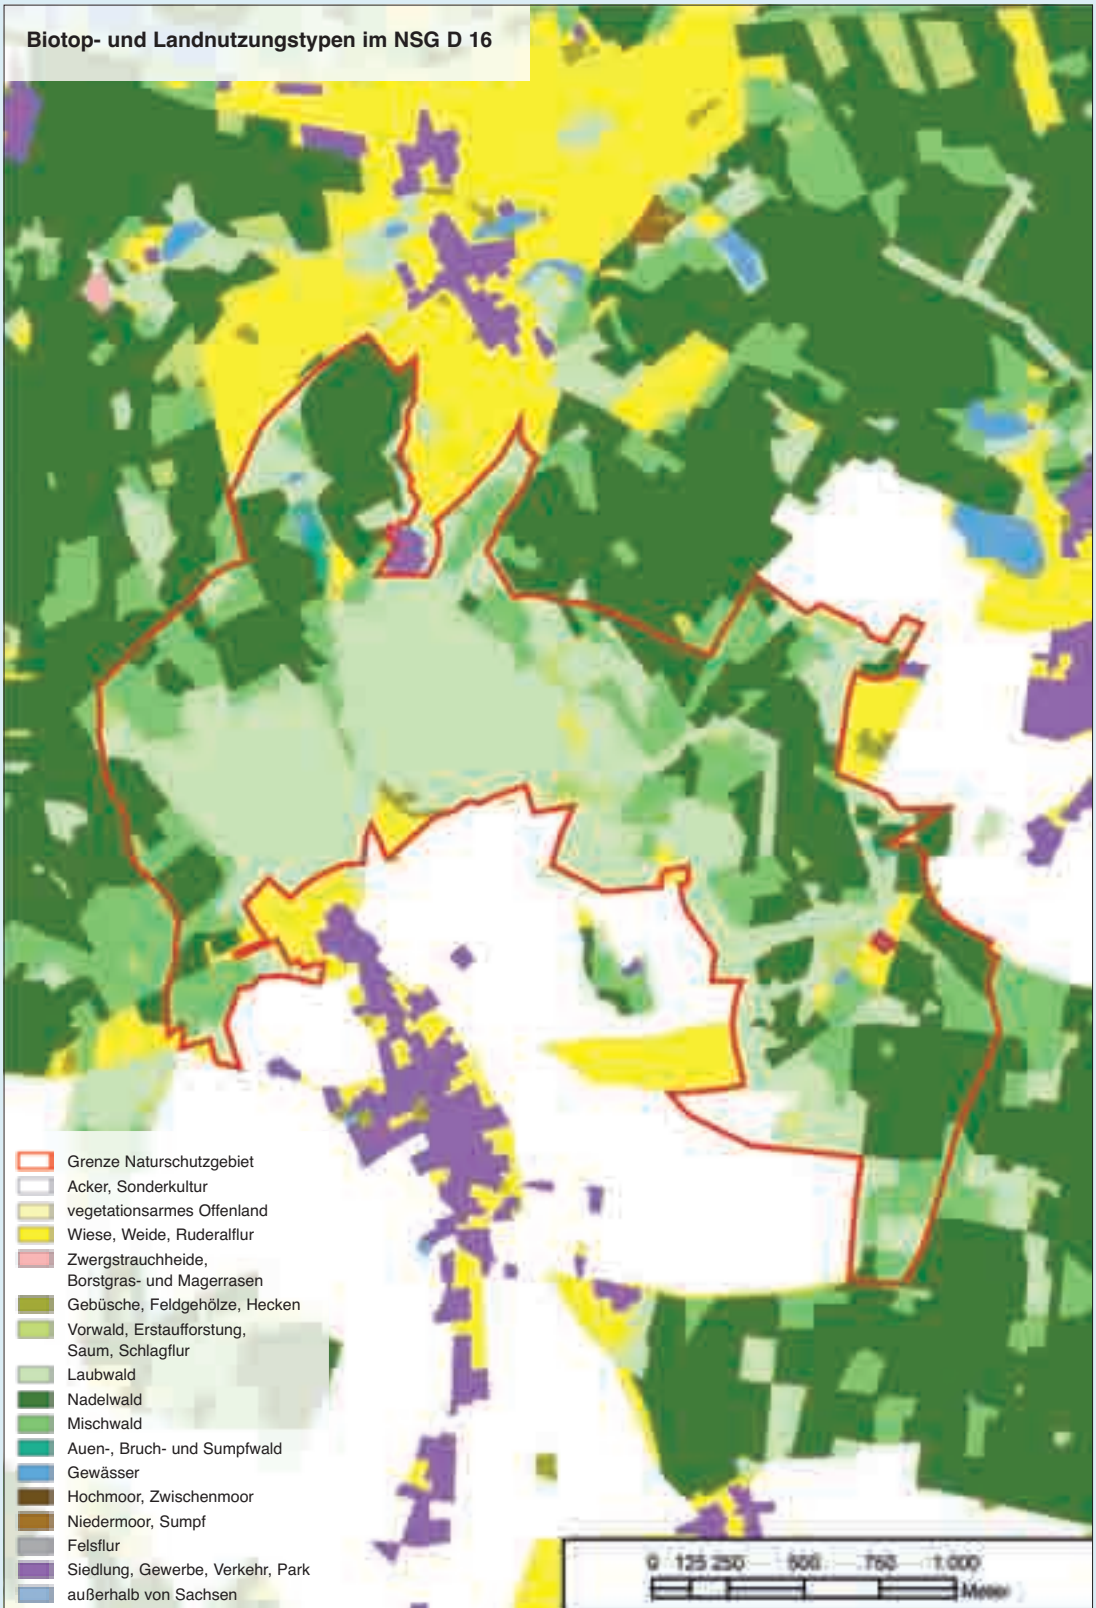 Biotop- und Landnutzungstypen im NSG D 16
Grenze Naturschutzgebiet
Acker, Sonderkultur
vegetationsarmes Offenland
Wiese, Weide, Ruderalflur
Zwergstrauchheide,
Borstgras- und Magerrasen
Gebüsche, Feldgehölze, Hecken
Vorwald, Erstaufforstung,
Saum, Schlagflur
Laubwald
Nadelwald
Mischwald
Auen-, Bruch- und Sumpfwald
Gewässer
Hochmoor, Zwischenmoor
Niedermoor, Sumpf
Felsflur
Siedlung, Gewerbe, Verkehr, Park
außerhalb von Sachsen
0 125 250 500 750 1.000
Meter